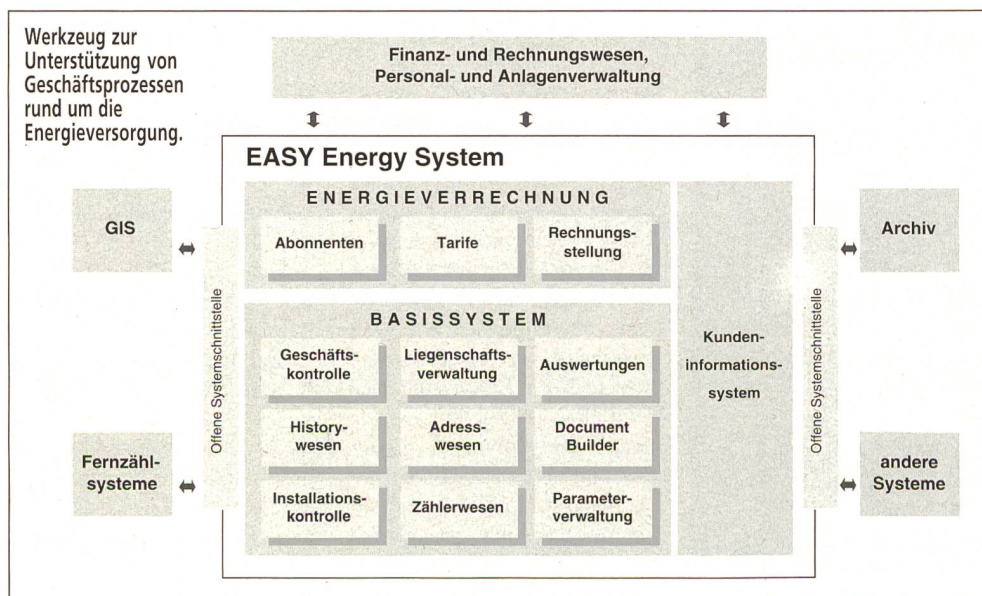 Werkzeug zur
Unterstützung von
Geschäftsprozessen
rund um die
Energieversorgung.
Finanz- und Rechnungswesen,
Personal- und Anlagenverwaltung
EASY Energy System
ENERGIEVERRECHNUNG
Abonnenten
Tarife
Rechnungs-
stellung
BASISSYSTEM
Geschäfts-
kontrolle
Liegenschafts-
verwaltung
Auswertungen
History-
wesen
Adress-
wesen
Document
Builder
Installations-
kontrolle
Zählerwesen
Parameter-
verwaltung
Kunden-
informations-
system
GIS
Fernzähl-
systeme
Offene Systemschnittstelle
Offene Systemschnittstelle
Archiv
andere
Systeme